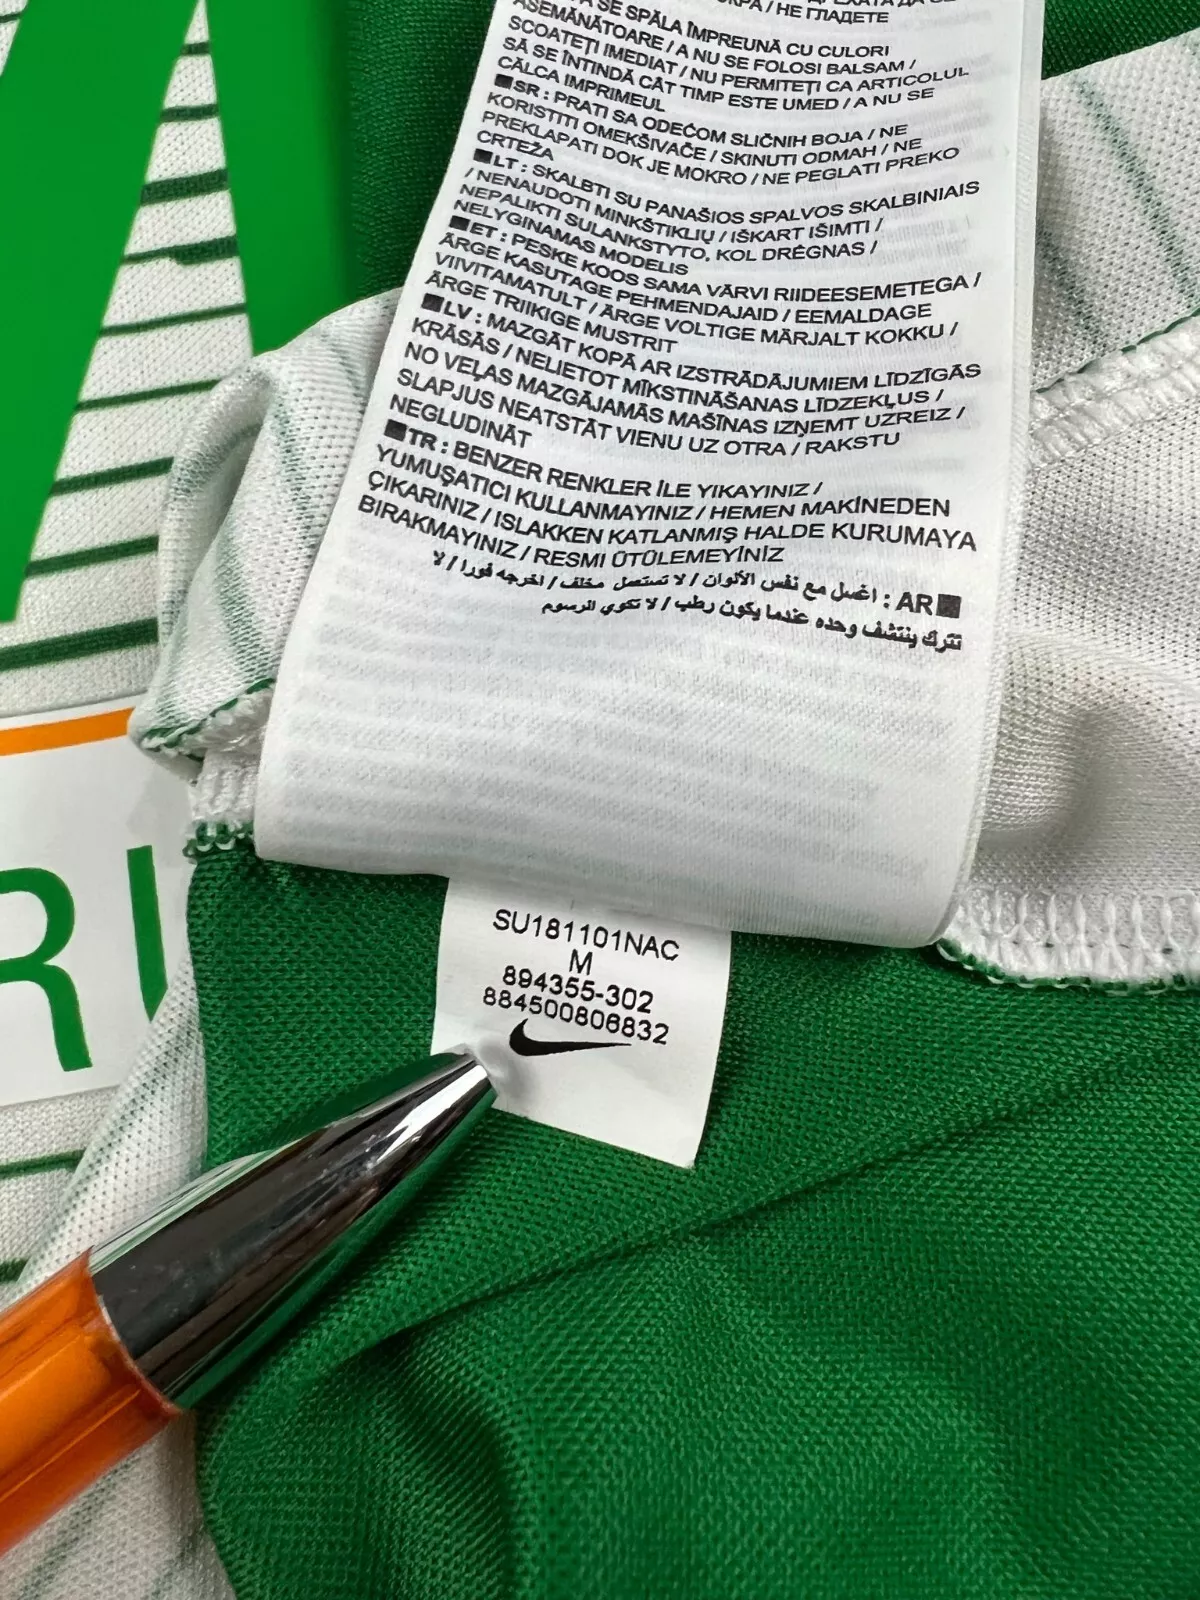 / НЕ ГЛАДЕТЕ
SE SPĂLA ÎMPREUNĂ CU CULORI
ASEMĂNĂTOARE / A NU SE FOLOSI BALSAM /
SCOATEȚI IMEDIAT / NU PERMITEȚI CA ARTICOLUL
SĂ SE ÎNTINDĂ CÂT TIMP ESTE UMED / A NU SE
CĂLCA IMPRIMEUL
SR : PRATI SA ODEĆOM SLIČNIH BOJA / NE
KORISTITI OMEKŠIVAČE / SKINUTI ODMAH / NE
PREKLAPATI DOK JE MOKRO / NE PEGLATI PREKO
CRTEŽA
LT : SKALBTI SU PANAŠIOS SPALVOS SKALBINIAIS
/ NENAUDOTI MINKŠTIKLIŲ / IŠKART IŠIMTI /
NEPALIKTI SULANKSTYTO, KOL DRĖGNAS /
NELYGINAMAS MODELIS
ET : PESKE KOOS SAMA VÄRVI RIIDEESEMETEGA /
ÄRGE KASUTAGE PEHMENDAJAID / EEMALDAGE
VIIVITAMATULT / ÄRGE VOLTIGE MÄRJALT KOKKU /
ÄRGE TRIIKIGE MUSTRIT
LV : MAZGĀT KOPĀ AR IZSTRĀDĀJUMIEM LĪDZĪGĀS
KRĀSĀS / NELIETOT MĪKSTINĀŠANAS LĪDZEKĻUS /
NO VEĻAS MAZGĀJAMĀS MAŠĪNAS IZŅEMT UZREIZ /
SLAPJUS NEATSTĀT VIENU UZ OTRA / RAKSTU
NEGLUDINĀT
TR : BENZER RENKLER İLE YIKAYINIZ /
YUMUŞATICI KULLANMAYINIZ / HEMEN MAKİNEDEN
ÇIKARINIZ / ISLAKKEN KATLANMIŞ HALDE KURUMAYA
BIRAKMAYINIZ / RESMI ÜTÜLEMEYİNİZ
AR : اغسل مع نفس الألوان / لا تستعمل مخلف / اخرجه فورا / لا
تترك ينتشف وحده عندما يكون رطب / لا تكوي الرسوم
SU181101NAC
M
894355-302
884500806832